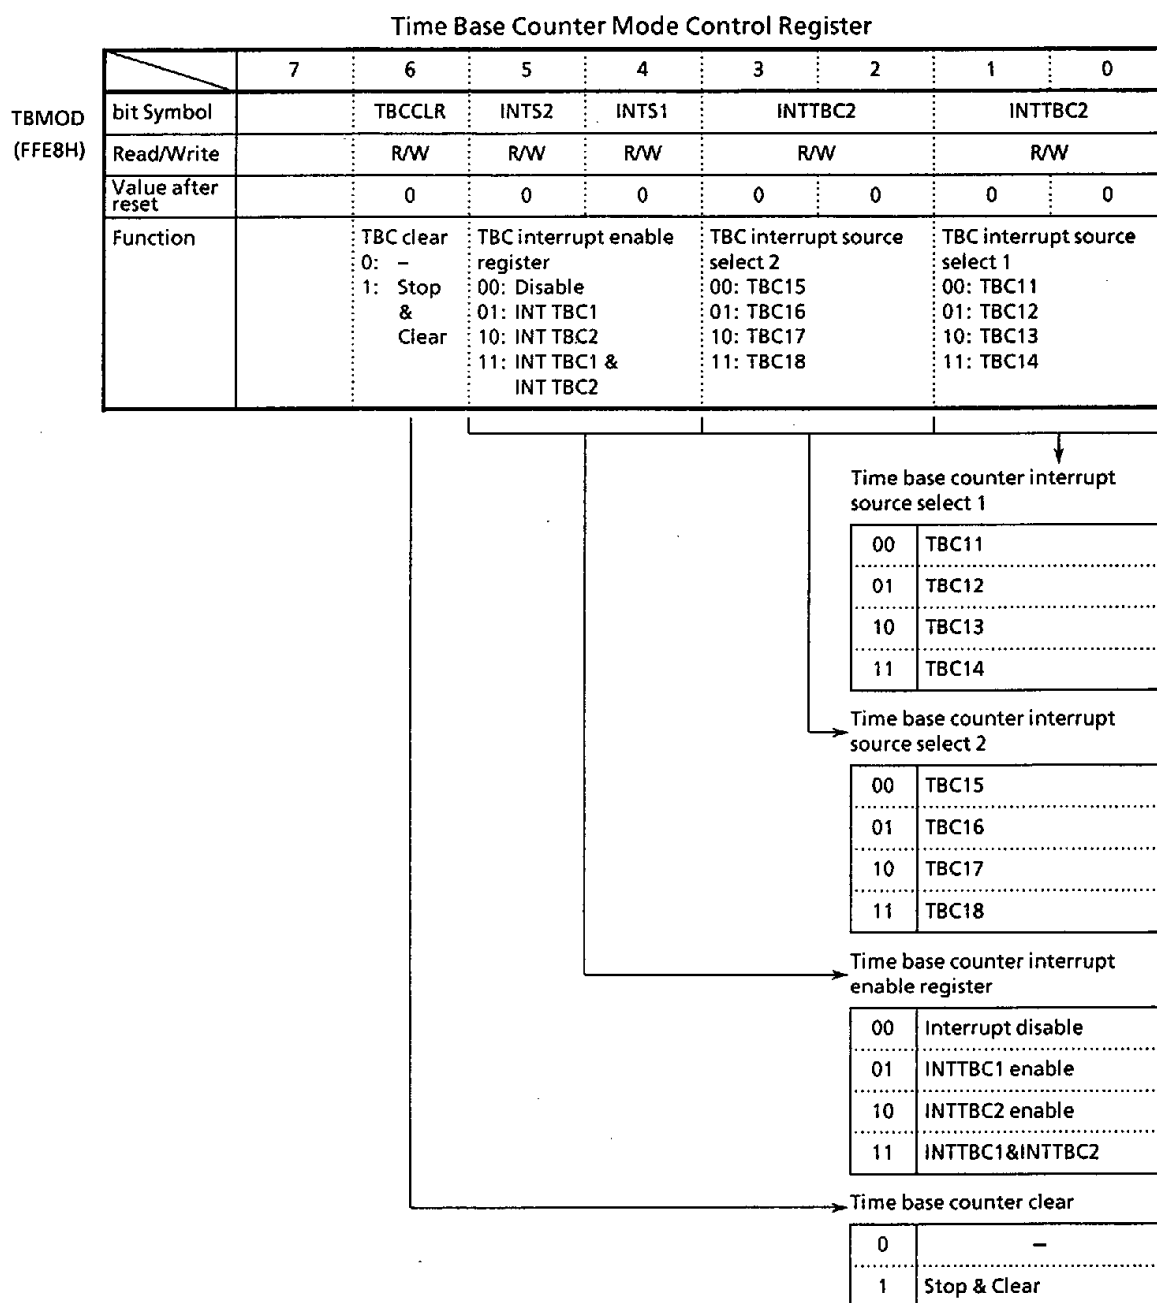 Time Base Counter Mode Control Register
7 6 5 4 3 2 1 0
TBMOD
(FFE8H)
bit Symbol TBCCLR INTS2 INTS1 INTTBC2 INTTBC2
Read/Write R/W R/W R/W R/W R/W
Value after
reset
0 0 0 0 0 0 0
Function
TBC clear
0: –
1: Stop
&
Clear
TBC interrupt enable
register
00: Disable
01: INT TBC1
10: INT TBC2
11: INT TBC1 &
INT TBC2
TBC interrupt source
select 2
00: TBC15
01: TBC16
10: TBC17
11: TBC18
TBC interrupt source
select 1
00: TBC11
01: TBC12
10: TBC13
11: TBC14
Time base counter interrupt
source select 1
00 TBC11
01 TBC12
10 TBC13
11 TBC14
Time base counter interrupt
source select 2
00 TBC15
01 TBC16
10 TBC17
11 TBC18
Time base counter interrupt
enable register
00 Interrupt disable
01 INTTBC1 enable
10 INTTBC2 enable
11 INTTBC1&INTTBC2
Time base counter clear
0 –
1 Stop & Clear